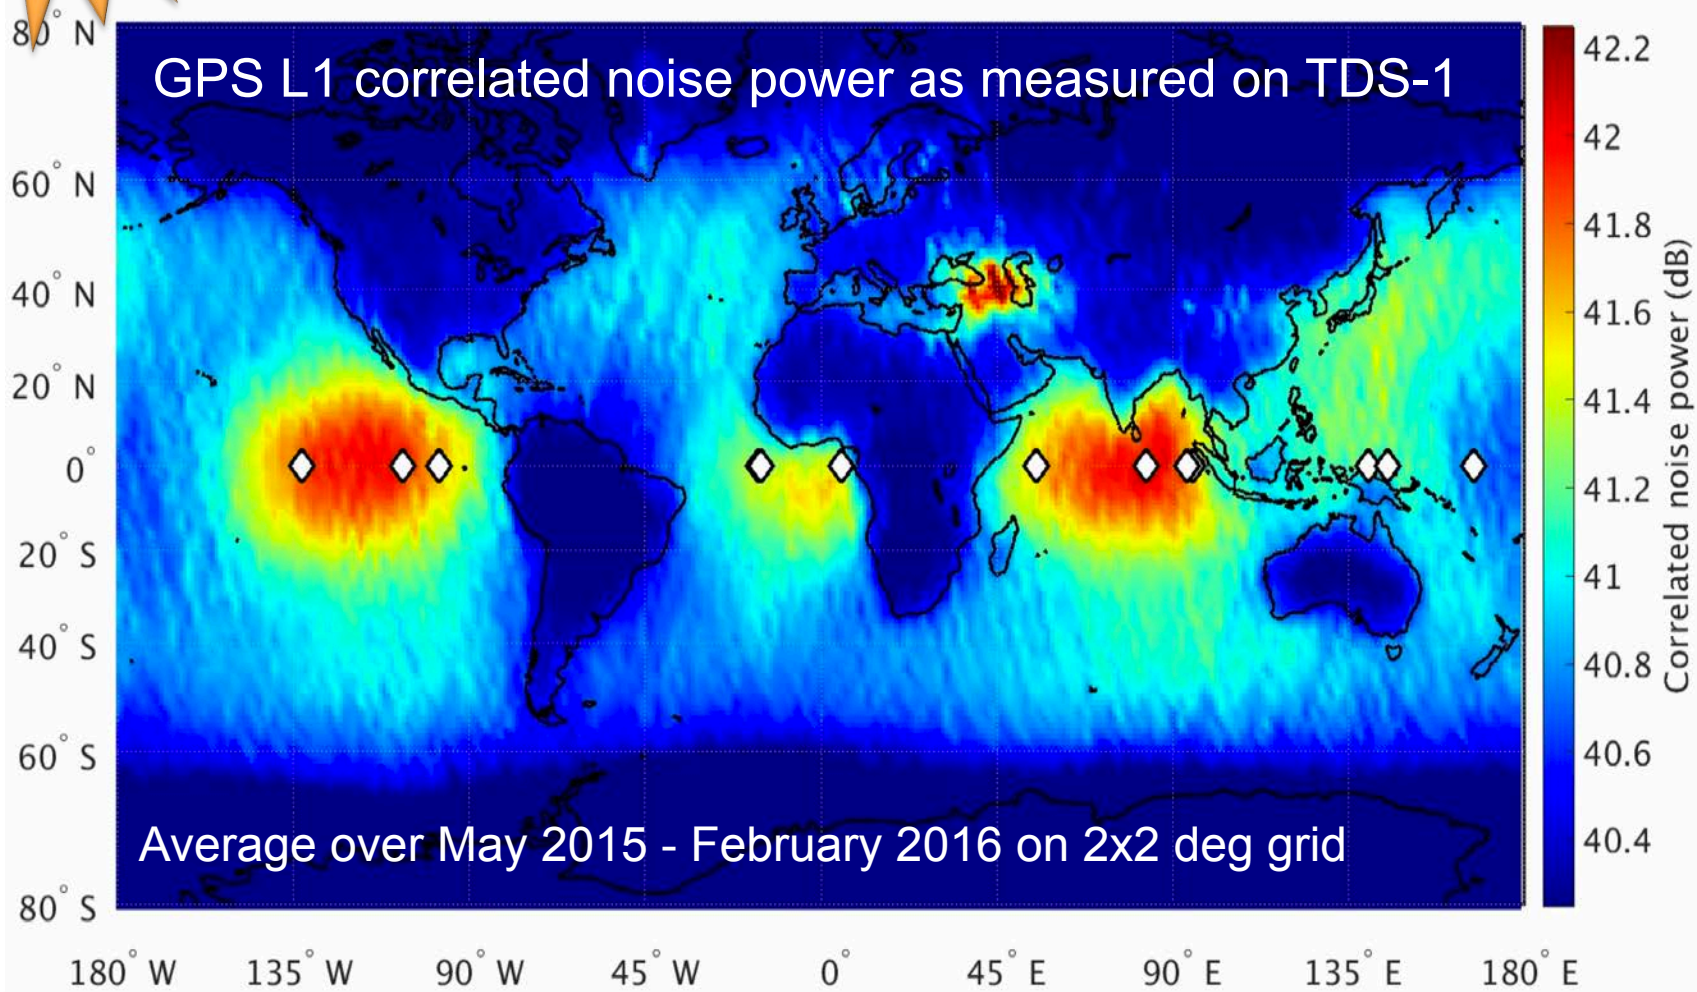 GPS L1 correlated noise power as measured on TDS-1
Average over May 2015 - February 2016 on 2x2 deg grid
80° N
60° N
40° N
20° N
0°
20° S
40° S
60° S
80° S
180° W
135° W
90° W
45° W
0°
45° E
90° E
135° E
180° E
42.2
42
41.8
41.6
41.4
41.2
41
40.8
40.6
40.4
Correlated noise power (dB)